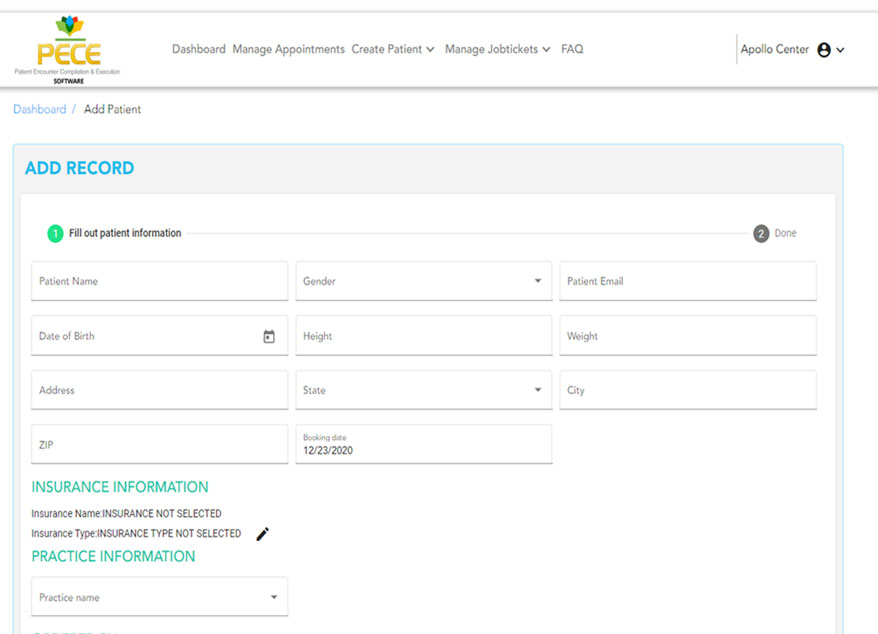 PECE
Patient Encounter Compilation & Execution
SOFTWARE
Dashboard Manage Appointments Create Patient Manage Jobtickets FAQ
Apollo Center
Dashboard / Add Patient
ADD RECORD
1 Fill out patient information
2 Done
Patient Name Gender Patient Email
Date of Birth Height Weight
Address State City
ZIP
Booking date
12/23/2020
INSURANCE INFORMATION
Insurance Name:INSURANCE NOT SELECTED
Insurance Type:INSURANCE TYPE NOT SELECTED
PRACTICE INFORMATION
Practice name